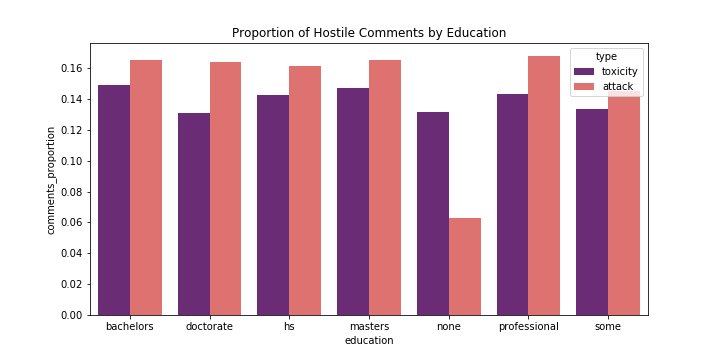 Proportion of Hostile Comments by Education
type
toxicity
attack
comments_proportion
0.16
0.14
0.12
0.10
0.08
0.06
0.04
0.02
0.00
bachelors doctorate hs masters none professional some
education